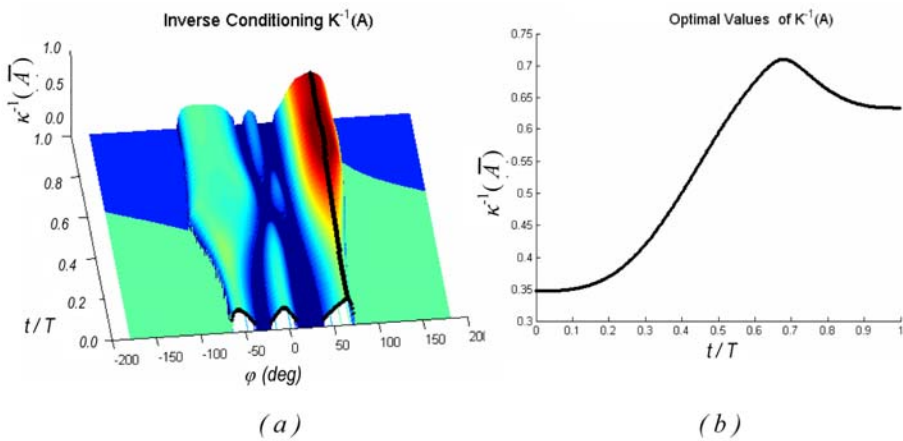 Inverse Conditioning K⁻¹(A)
κ⁻¹(A̅)
1.0
0.5
0.0
1.0
0.8
0.6
0.4
0.2
0.0
t / T
-200
-150
-100
-50
0
50
100
150
200
φ (deg)
( a )
Optimal Values of K⁻¹(A)
κ⁻¹(A̅)
0.75
0.7
0.65
0.6
0.55
0.5
0.45
0.4
0.35
0.3
0 0.1 0.2 0.3 0.4 0.5 0.6 0.7 0.8 0.9 1
t / T
( b )